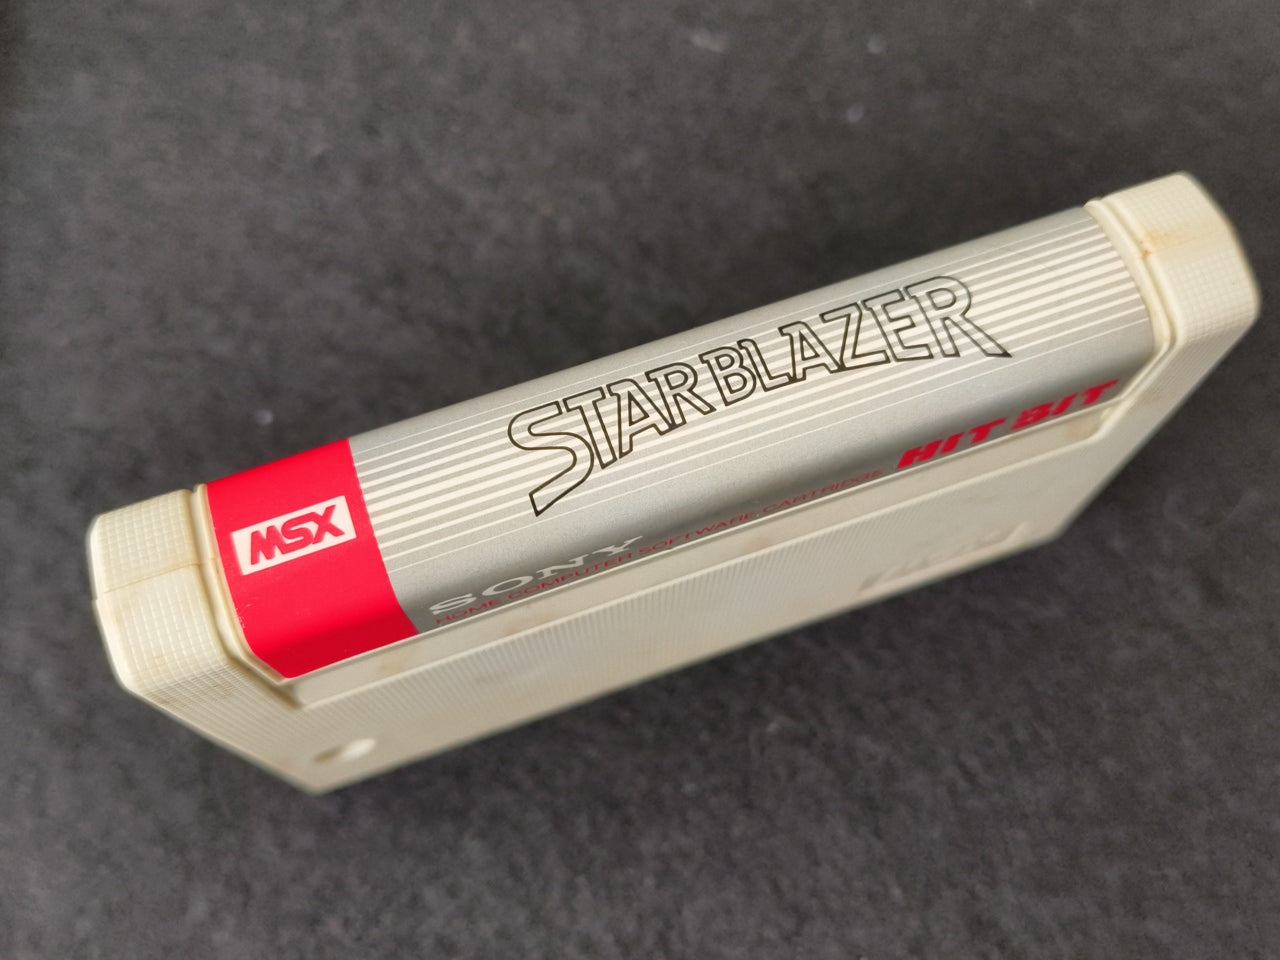 MSX
STAR BLAZER
SONY
HIT BIT
HOME COMPUTER SOFTWARE CARTRIDGE